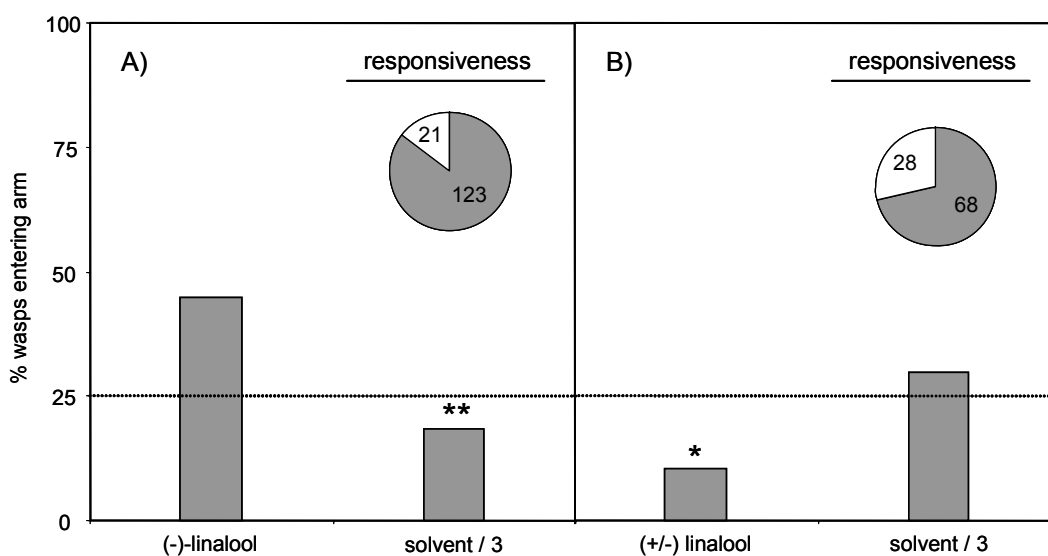 100
75
50
25
0
% wasps entering arm
A)
responsiveness
21
123
**
(-)-linalool
solvent / 3
B)
responsiveness
28
68
*
(+/-) linalool
solvent / 3